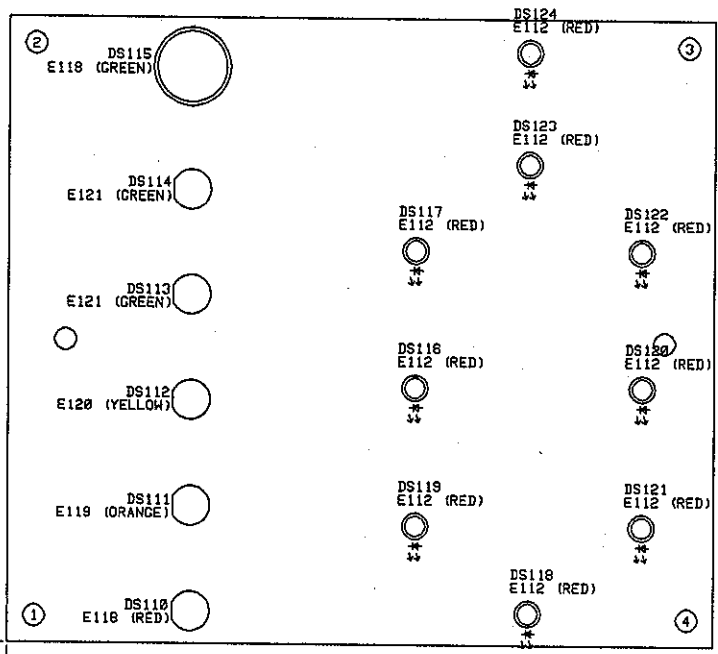 DS124
E112 (RED)
2
DS115
E118 (GREEN)
3
DS123
E112 (RED)
DS114
E121 (GREEN)
DS117
E112 (RED)
DS122
E112 (RED)
DS113
E121 (GREEN)
DS116
E112 (RED)
DS120
E112 (RED)
DS112
E120 (YELLOW)
DS119
E112 (RED)
DS121
E112 (RED)
DS111
E119 (ORANGE)
DS118
E112 (RED)
DS110
E118 (RED)
1
4